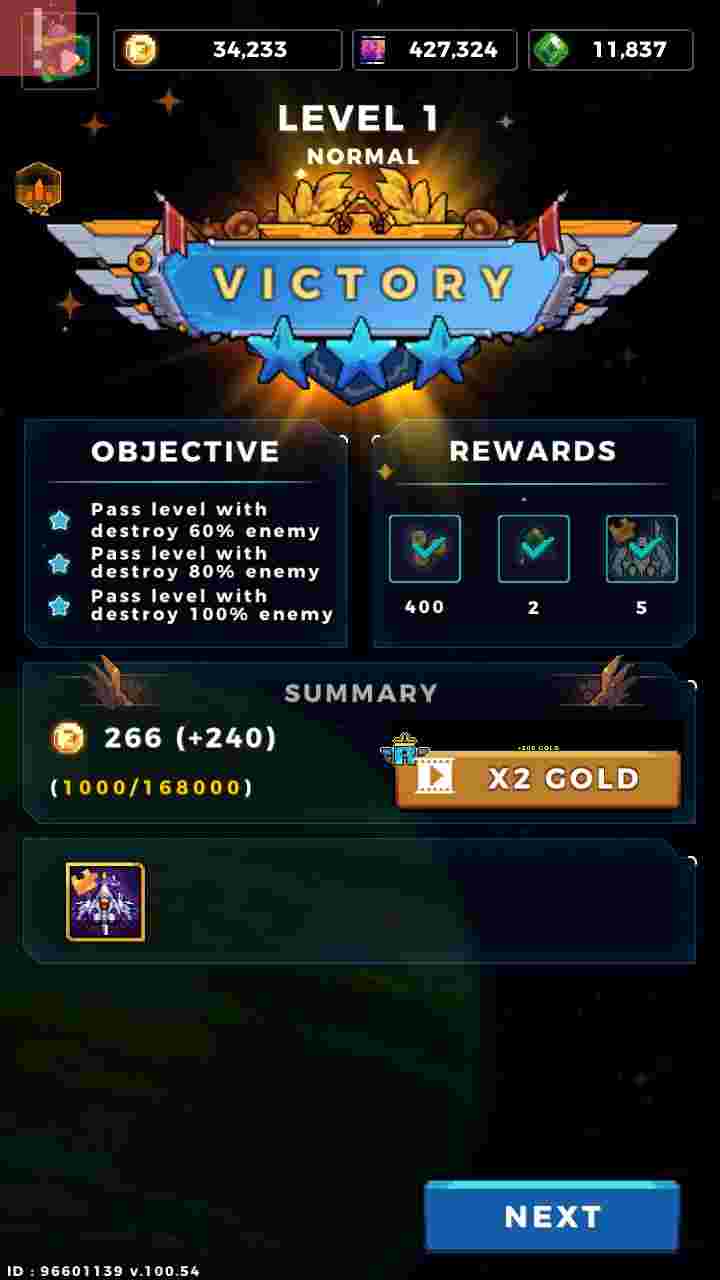 34,233
427,324
11,837
LEVEL 1
NORMAL
+2
VICTORY
OBJECTIVE
Pass level with
destroy 60% enemy
Pass level with
destroy 80% enemy
Pass level with
destroy 100% enemy
REWARDS
400
2
5
SUMMARY
266 (+240)
(1000/168000)
X2 GOLD
NEXT
ID : 96601139 v.100.54